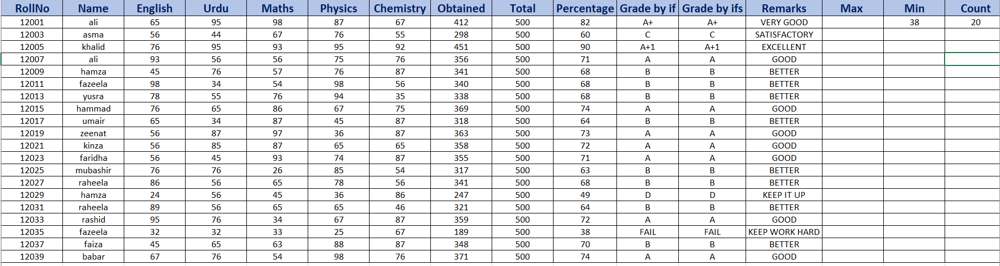 RollNo Name English Urdu Maths Physics Chemistry Obtained Total Percentage Grade by if Grade by ifs Remarks Max Min Count
12001 ali 65 95 98 87 67 412 500 82 A+ A+ VERY GOOD 38 20
12003 asma 56 44 67 76 55 298 500 60 C C SATISFACTORY
12005 khalid 76 95 93 95 92 451 500 90 A+1 A+1 EXCELLENT
12007 ali 93 56 56 75 76 356 500 71 A A GOOD
12009 hamza 45 76 57 76 87 341 500 68 B B BETTER
12011 fazeela 98 34 54 98 56 340 500 68 B B BETTER
12013 yusra 78 55 76 94 35 338 500 68 B B BETTER
12015 hammad 76 65 86 67 75 369 500 74 A A GOOD
12017 umair 65 34 87 45 87 318 500 64 B B BETTER
12019 zeenat 56 87 97 36 87 363 500 73 A A GOOD
12021 kinza 56 85 87 65 65 358 500 72 A A GOOD
12023 faridha 56 45 93 74 87 355 500 71 A A GOOD
12025 mubashir 76 76 26 85 54 317 500 63 B B BETTER
12027 raheela 86 56 65 78 56 341 500 68 B B BETTER
12029 hamza 24 56 45 36 86 247 500 49 D D KEEP IT UP
12031 raheela 89 56 65 65 46 321 500 64 B B BETTER
12033 rashid 95 76 34 67 87 359 500 72 A A GOOD
12035 fazeela 32 32 33 25 67 189 500 38 FAIL FAIL KEEP WORK HARD
12037 faiza 45 65 63 88 87 348 500 70 B B BETTER
12039 babar 67 76 54 98 76 371 500 74 A A GOOD